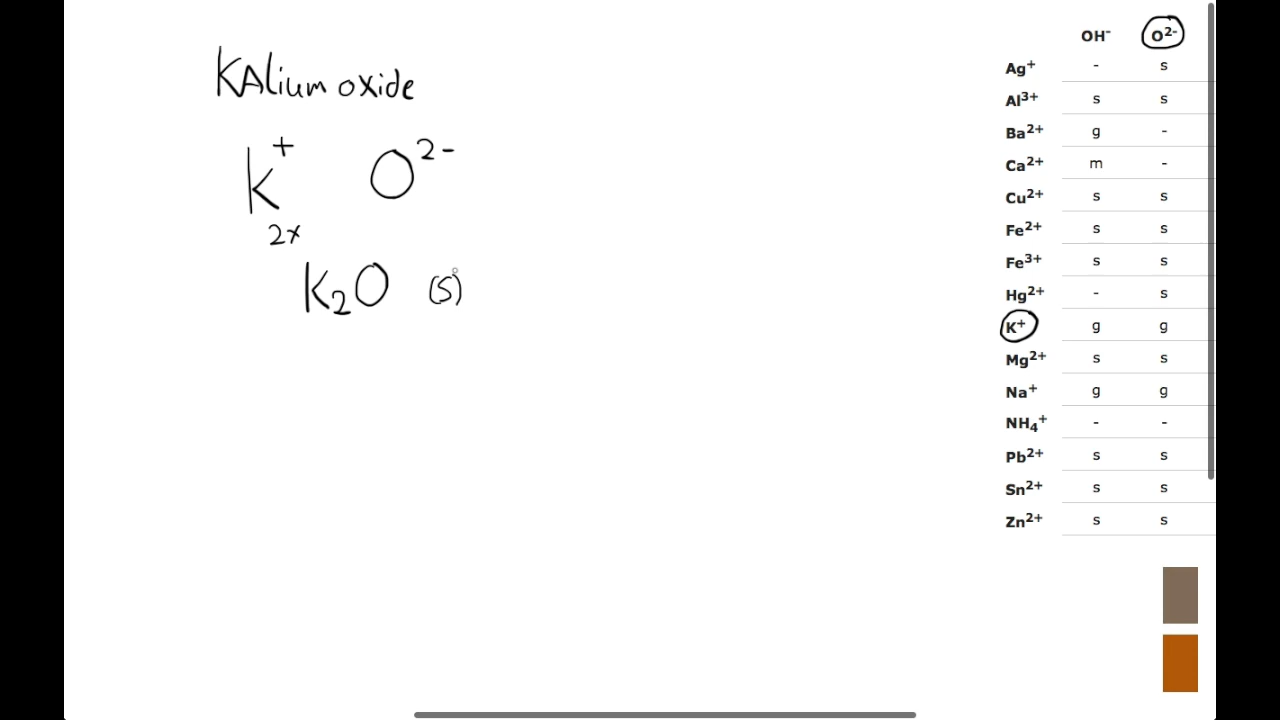 KALium oxide
K⁺ O²⁻
2x
K₂O (s)
OH⁻ O²⁻
Ag⁺ - s
Al³⁺ s s
Ba²⁺ g -
Ca²⁺ m -
Cu²⁺ s s
Fe²⁺ s s
Fe³⁺ s s
Hg²⁺ - s
K⁺ g g
Mg²⁺ s s
Na⁺ g g
NH₄⁺ - -
Pb²⁺ s s
Sn²⁺ s s
Zn²⁺ s s